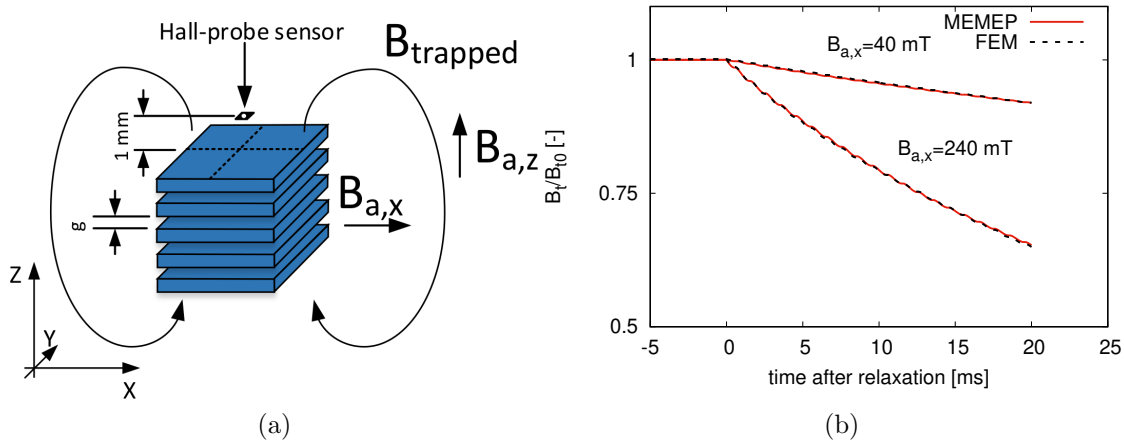 Hall-probe sensor
B_trapped
1 mm
B_a,z
B_a,x
g
Z
Y
X
(a)
MEMEP
FEM
B_a,x=40 mT
B_a,x=240 mT
B_t/B_t0 [-]
1
0.75
0.5
-5 0 5 10 15 20 25
time after relaxation [ms]
(b)